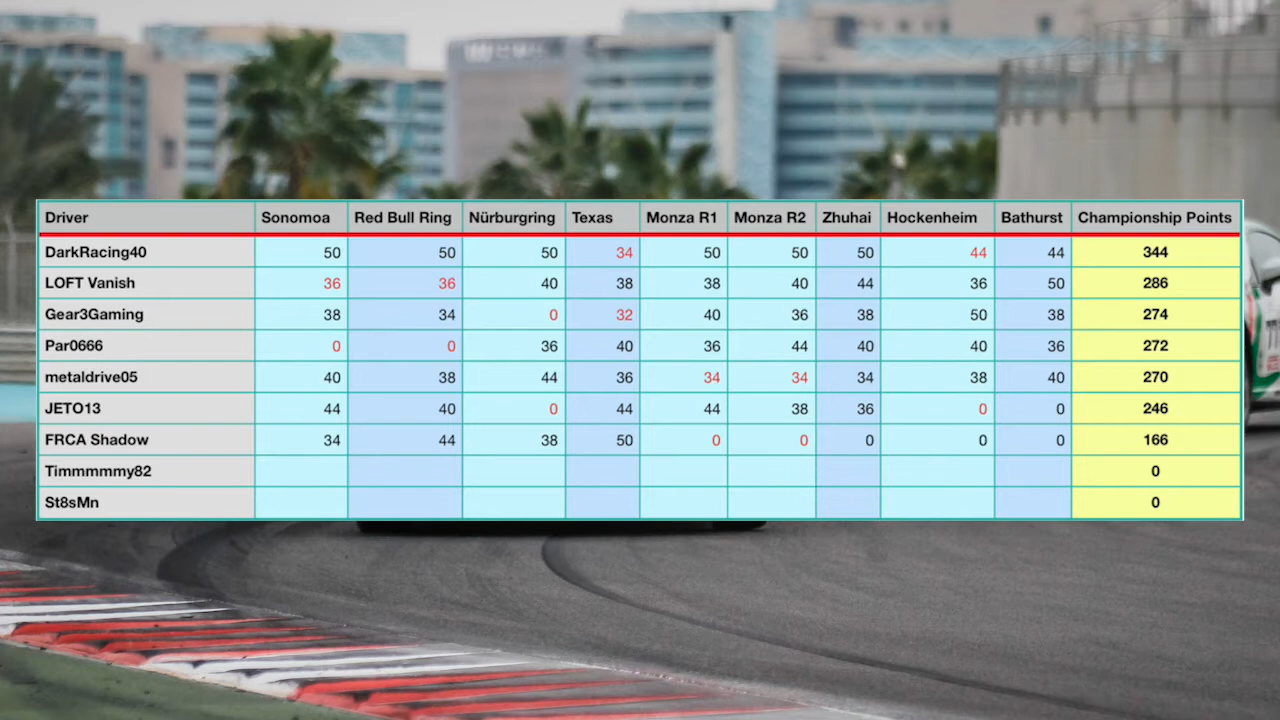 Driver Sonomoa Red Bull Ring Nürburgring Texas Monza R1 Monza R2 Zhuhai Hockenheim Bathurst Championship Points
DarkRacing40 50 50 50 34 50 50 50 44 44 344
LOFT Vanish 36 36 40 38 38 40 44 36 50 286
Gear3Gaming 38 34 0 32 40 36 38 50 38 274
Par0666 0 0 36 40 36 44 40 40 36 272
metaldrive05 40 38 44 36 34 34 34 38 40 270
JETO13 44 40 0 44 44 38 36 0 0 246
FRCA Shadow 34 44 38 50 0 0 0 0 0 166
Timmmmmy82 0
St8sMn 0